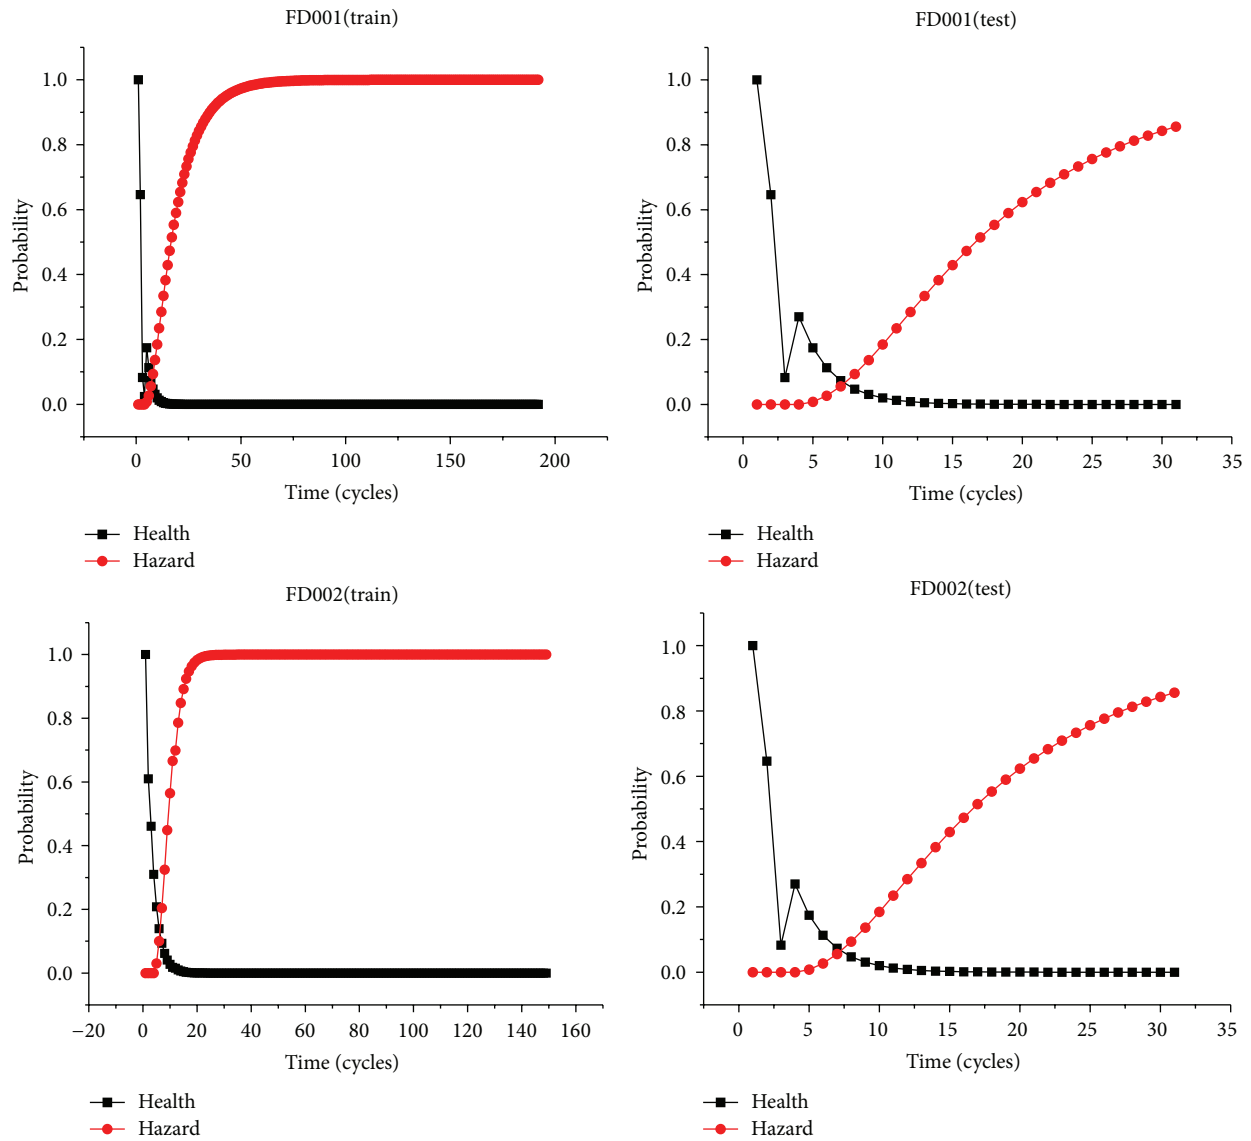 FD001(train)
1.0
0.8
0.6
0.4
0.2
0.0
Probability
0
50
100
150
200
Time (cycles)
Health
Hazard
FD001(test)
1.0
0.8
0.6
0.4
0.2
0.0
Probability
0
5
10
15
20
25
30
35
Time (cycles)
Health
Hazard
FD002(train)
1.0
0.8
0.6
0.4
0.2
0.0
Probability
−20
0
20
40
60
80
100
120
140
160
Time (cycles)
Health
Hazard
FD002(test)
1.0
0.8
0.6
0.4
0.2
0.0
Probability
0
5
10
15
20
25
30
35
Time (cycles)
Health
Hazard